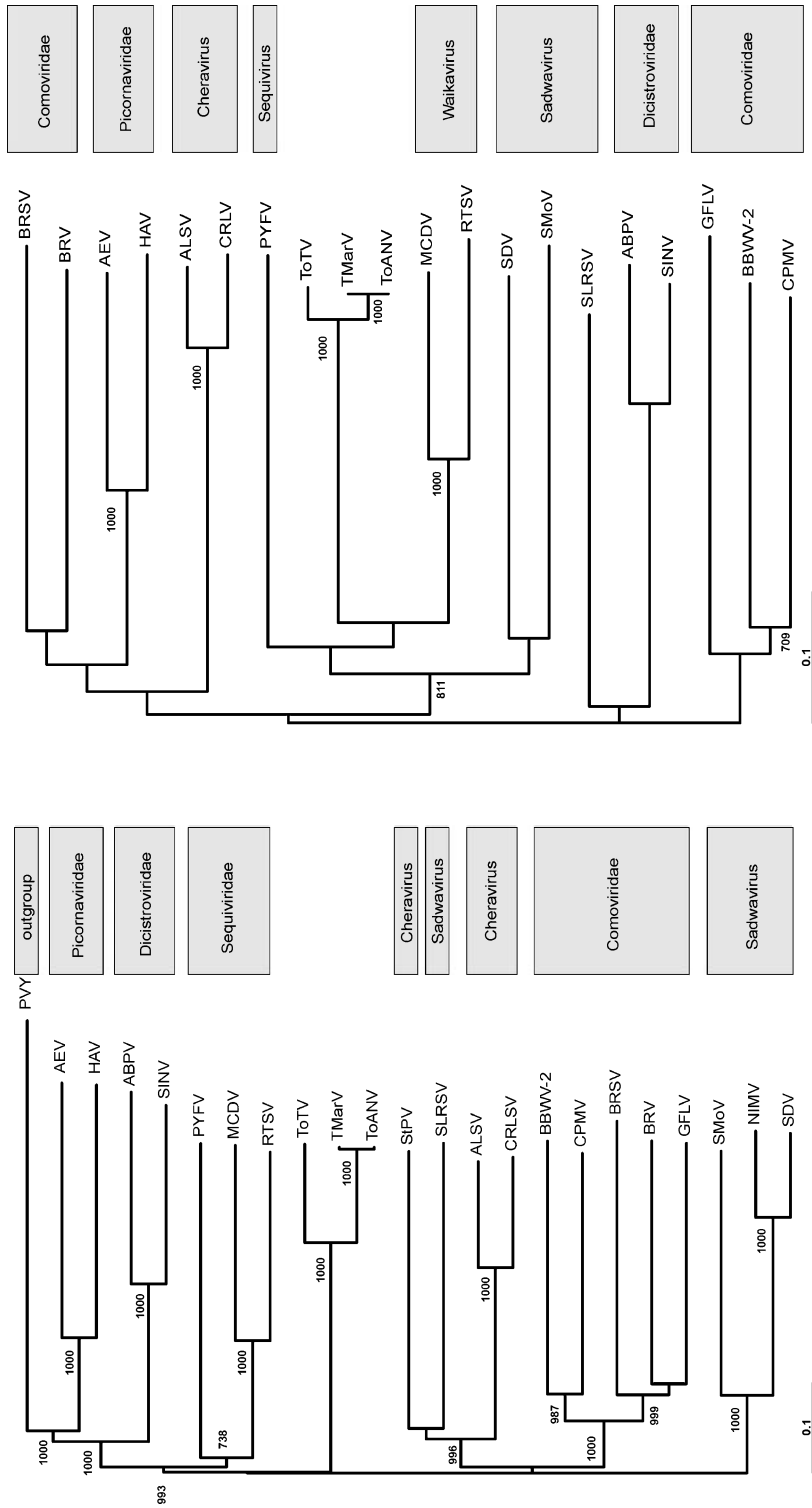 Comoviridae
Picornaviridae
Cheravirus
Sequivirus
Waikavirus
Sadwavirus
Dicistroviridae
Comoviridae
BRSV
BRV
AEV
HAV
ALSV
CRLV
PYFV
ToTV
TMarV
ToANV
MCDV
RTSV
SDV
SMoV
SLRSV
ABPV
SINV
GFLV
BBWV-2
CPMV
1000
1000
1000
1000
1000
811
709
0.1
outgroup
Picornaviridae
Dicistroviridae
Sequiviridae
Cheravirus
Sadwavirus
Cheravirus
Comoviridae
Sadwavirus
PVY
AEV
HAV
ABPV
SINV
PYFV
MCDV
RTSV
ToTV
TMarV
ToANV
StPV
SLRSV
ALSV
CRLSV
BBWV-2
CPMV
BRSV
BRV
GFLV
SMoV
NIMV
SDV
1000
1000
1000
1000
738
1000
993
1000
1000
996
1000
987
1000
999
1000
1000
0.1